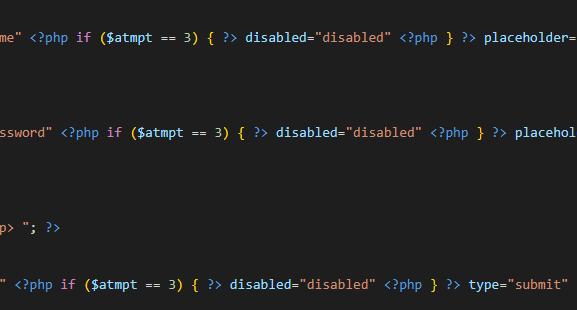 me" <?php if ($atmpt == 3) { ?> disabled="disabled" <?php } ?> placeholder=
ssword" <?php if ($atmpt == 3) { ?> disabled="disabled" <?php } ?> placehol
p> "; ?>
" <?php if ($atmpt == 3) { ?> disabled="disabled" <?php } ?> type="submit"